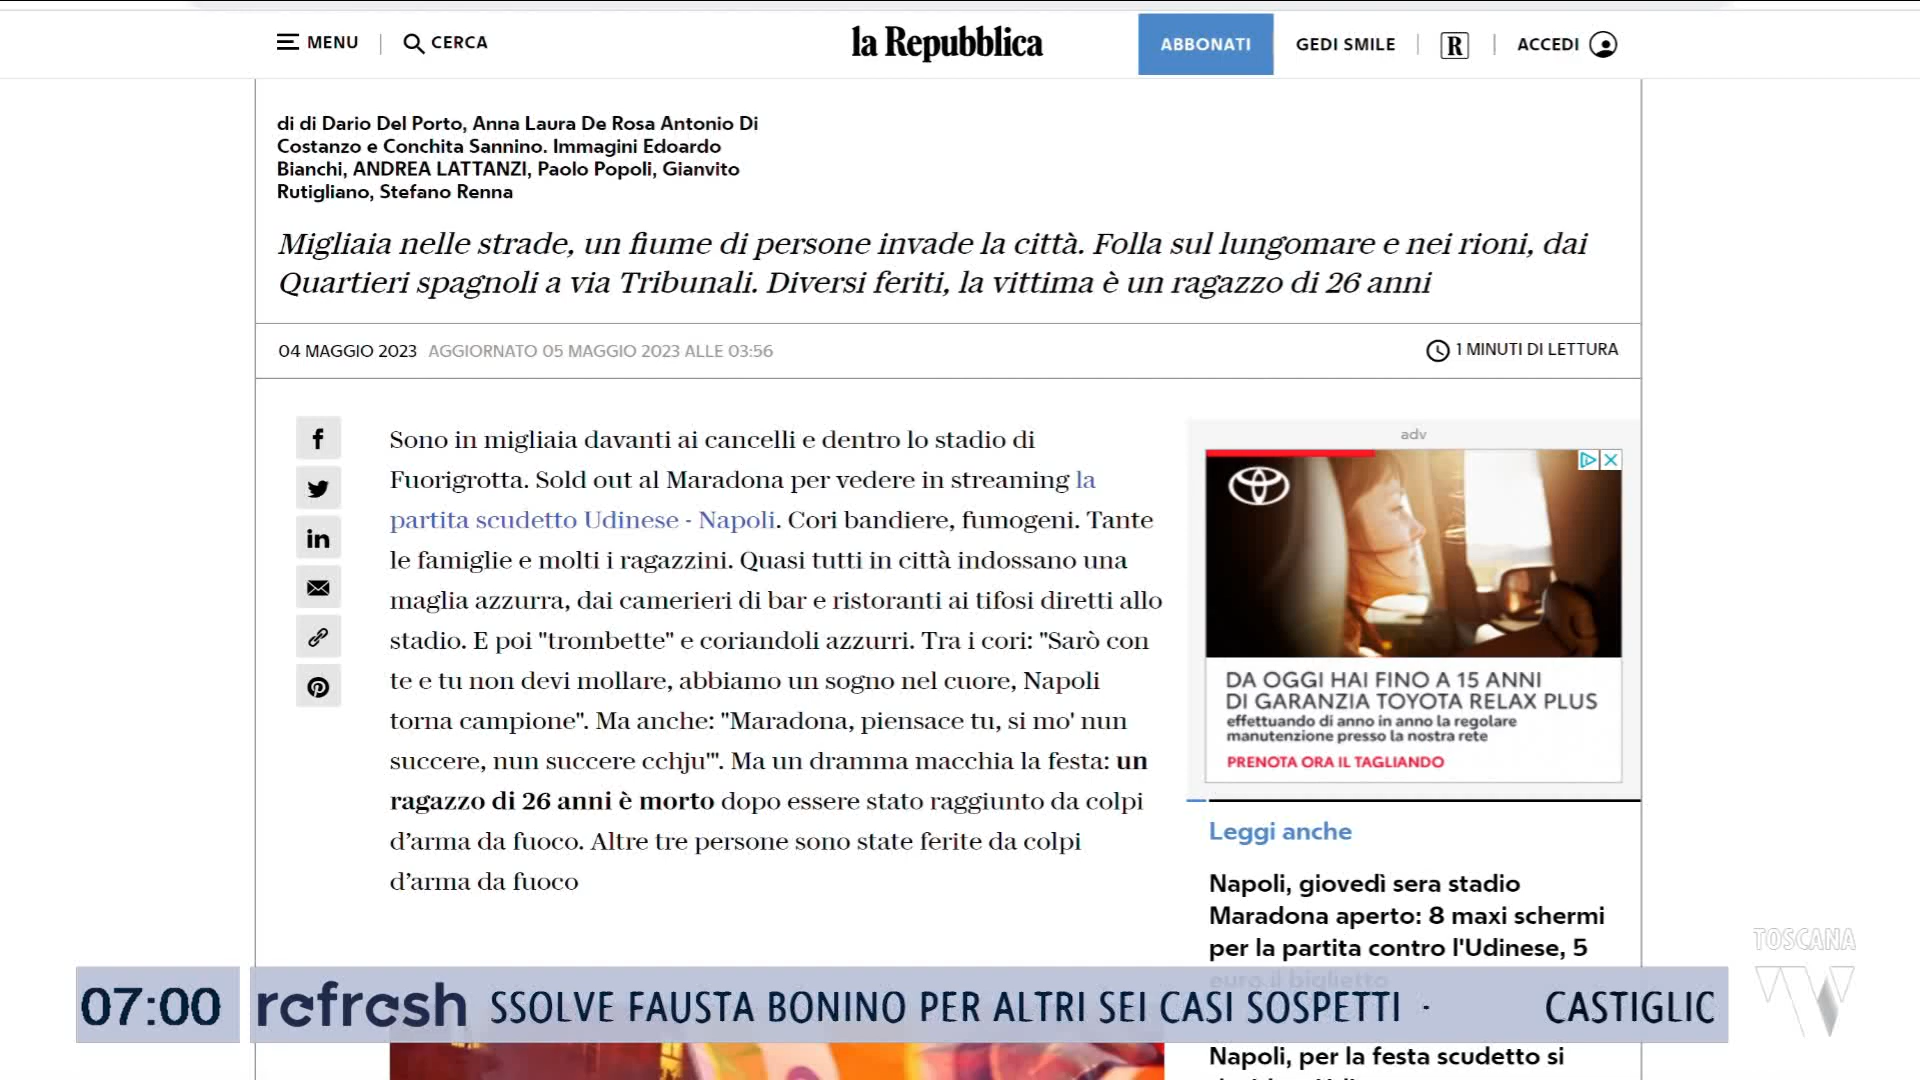 MENU
CERCA
la Repubblica
ABBONATI
GEDI SMILE
R
ACCEDI
di di Dario Del Porto, Anna Laura De Rosa Antonio Di
Costanzo e Conchita Sannino. Immagini Edoardo
Bianchi, ANDREA LATTANZI, Paolo Popoli, Gianvito
Rutigliano, Stefano Renna
Migliaia nelle strade, un fiume di persone invade la città. Folla sul lungomare e nei rioni, dai
Quartieri spagnoli a via Tribunali. Diversi feriti, la vittima è un ragazzo di 26 anni
04 MAGGIO 2023 AGGIORNATO 05 MAGGIO 2023 ALLE 03:56
1 MINUTI DI LETTURA
Sono in migliaia davanti ai cancelli e dentro lo stadio di
Fuorigrotta. Sold out al Maradona per vedere in streaming la
partita scudetto Udinese - Napoli. Cori bandiere, fumogeni. Tante
le famiglie e molti i ragazzini. Quasi tutti in città indossano una
maglia azzurra, dai camerieri di bar e ristoranti ai tifosi diretti allo
stadio. E poi "trombette" e coriandoli azzurri. Tra i cori: "Sarò con
te e tu non devi mollare, abbiamo un sogno nel cuore, Napoli
torna campione". Ma anche: "Maradona, piensace tu, si mo' nun
succere, nun succere cchju'". Ma un dramma macchia la festa: un
ragazzo di 26 anni è morto dopo essere stato raggiunto da colpi
d'arma da fuoco. Altre tre persone sono state ferite da colpi
d'arma da fuoco
adv
DA OGGI HAI FINO A 15 ANNI
DI GARANZIA TOYOTA RELAX PLUS
effettuando di anno in anno la regolare
manutenzione presso la nostra rete
PRENOTA ORA IL TAGLIANDO
Leggi anche
Napoli, giovedì sera stadio
Maradona aperto: 8 maxi schermi
per la partita contro l'Udinese, 5
euro il biglietto
Napoli, per la festa scudetto si
TOSCANA
07:00
refresh
SSOLVE FAUSTA BONINO PER ALTRI SEI CASI SOSPETTI · CASTIGLIC